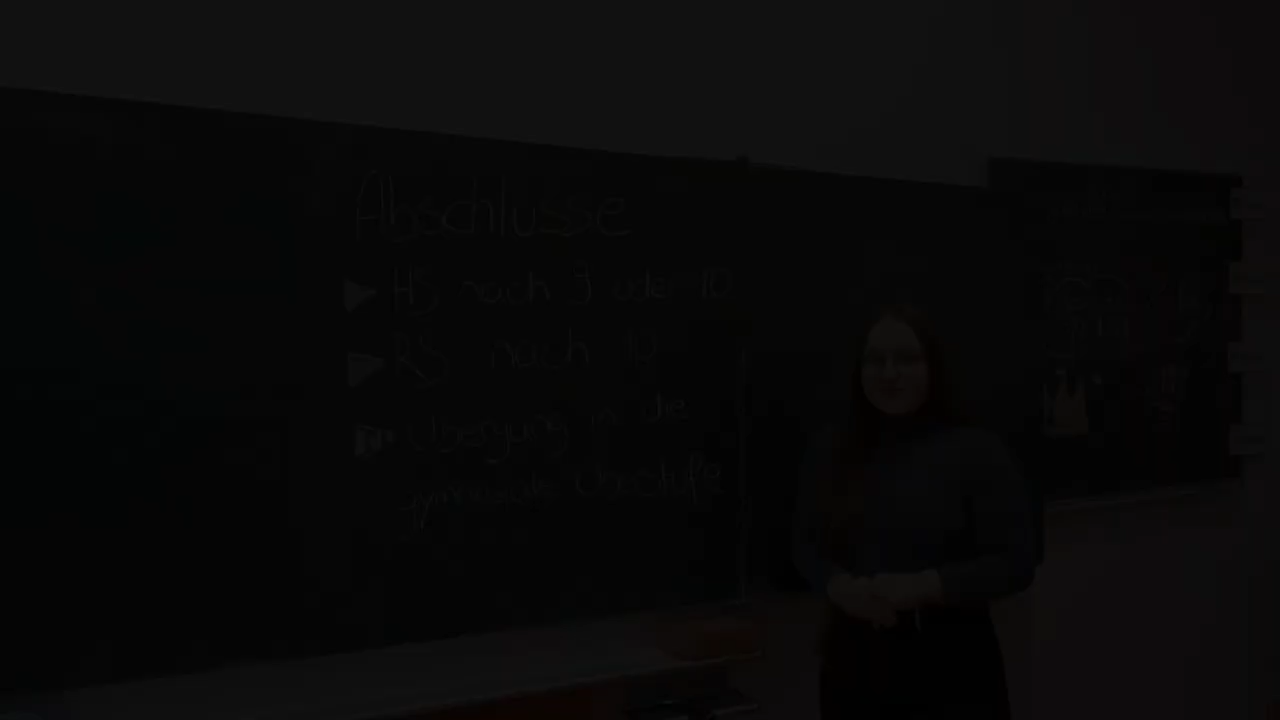 Abschlüsse
HS nach 9 oder 10
RS nach 10
Übergang in die
gymnasiale Oberstufe